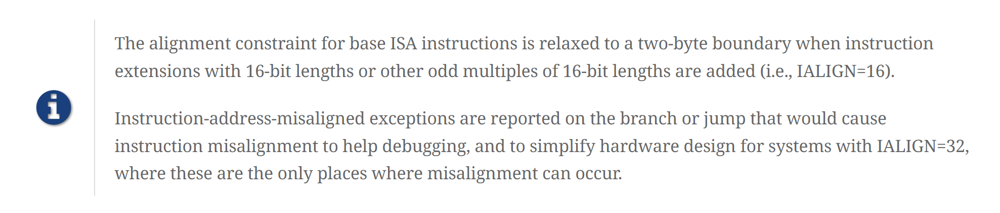 The alignment constraint for base ISA instructions is relaxed to a two-byte boundary when instruction
extensions with 16-bit lengths or other odd multiples of 16-bit lengths are added (i.e., IALIGN=16).
Instruction-address-misaligned exceptions are reported on the branch or jump that would cause
instruction misalignment to help debugging, and to simplify hardware design for systems with IALIGN=32,
where these are the only places where misalignment can occur.